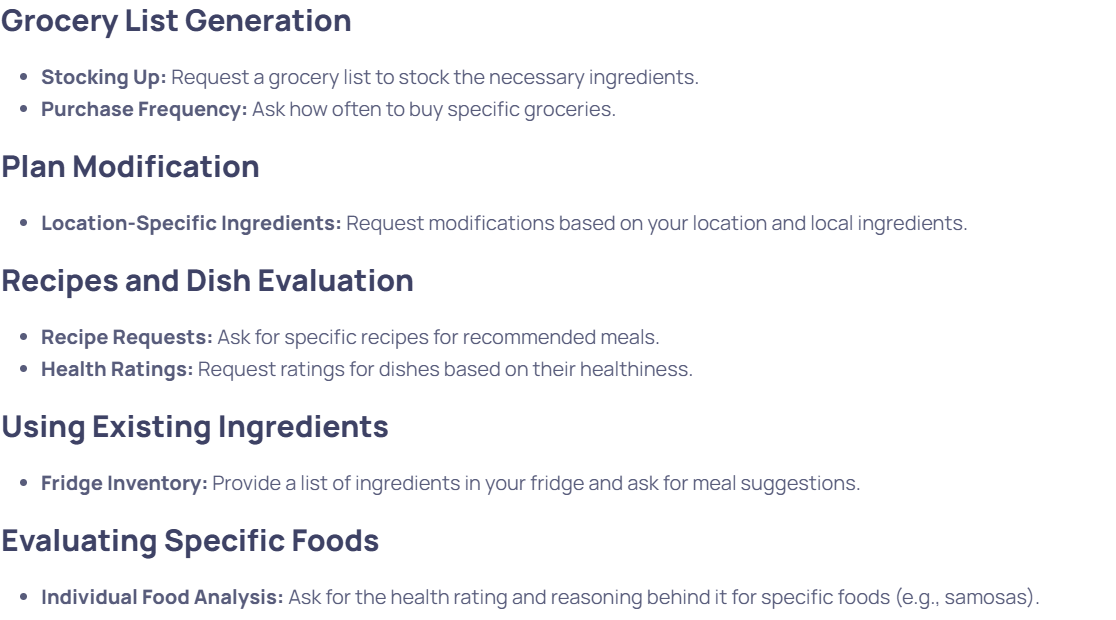 Grocery List Generation
Stocking Up: Request a grocery list to stock the necessary ingredients.
Purchase Frequency: Ask how often to buy specific groceries.
Plan Modification
Location-Specific Ingredients: Request modifications based on your location and local ingredients.
Recipes and Dish Evaluation
Recipe Requests: Ask for specific recipes for recommended meals.
Health Ratings: Request ratings for dishes based on their healthiness.
Using Existing Ingredients
Fridge Inventory: Provide a list of ingredients in your fridge and ask for meal suggestions.
Evaluating Specific Foods
Individual Food Analysis: Ask for the health rating and reasoning behind it for specific foods (e.g., samosas).